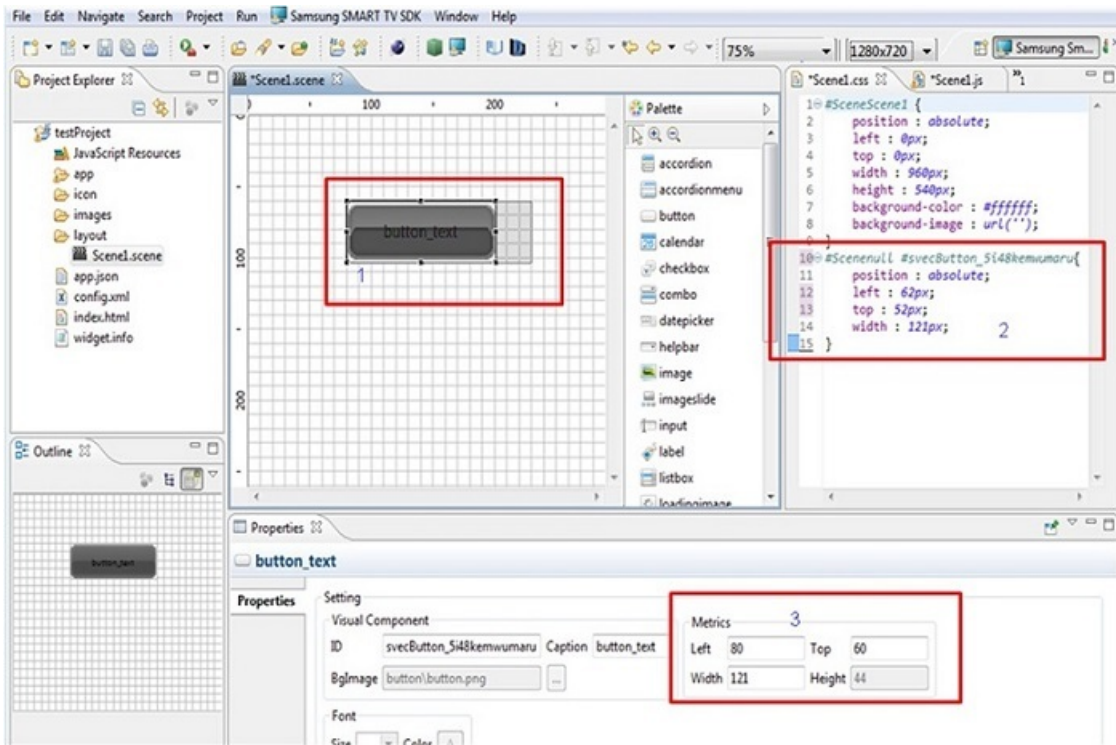 File Edit Navigate Search Project Run Samsung SMART TV SDK Window Help
75% 1280x720 Samsung Sm...
Project Explorer
testProject
JavaScript Resources
app
icon
images
layout
Scene1.scene
app.json
config.xml
index.html
widget.info
*Scene1.scene
0 100 200
100
200
button_text
1
Palette
accordion
accordionmenu
button
calendar
checkbox
combo
datepicker
helpbar
image
imageslide
input
label
listbox
loadingimage
*Scene1.css *Scene1.js »1
1 #SceneScene1 {
2 position : absolute;
3 left : 0px;
4 top : 0px;
5 width : 960px;
6 height : 540px;
7 background-color : #ffffff;
8 background-image : url('');
9 }
10 #Scenenull #svecButton_5i48kemwumaru{
11 position : absolute;
12 left : 62px;
13 top : 52px;
14 width : 121px;
15 }
2
Outline
button_text
Properties
button_text
Properties
Setting
Visual Component
ID svecButton_5i48kemwumaru Caption button_text
BgImage button\button.png ...
Metrics 3
Left 80 Top 60
Width 121 Height 44
Font
Size Color A